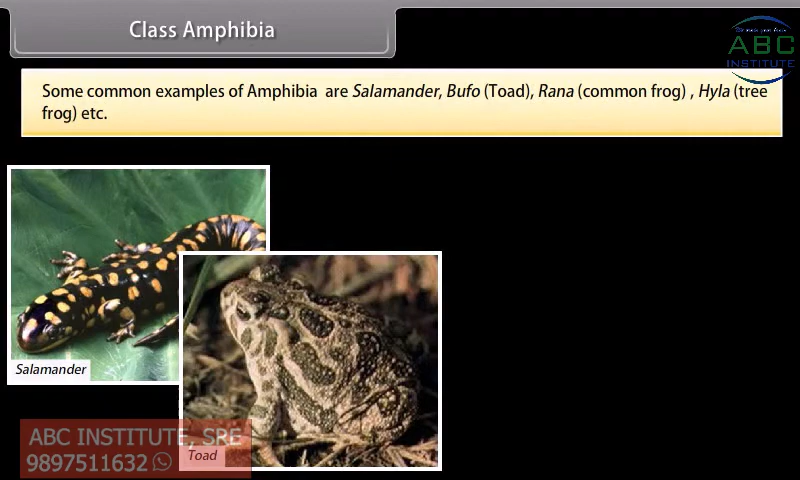 Class Amphibia
ABC
INSTITUTE
Some common examples of Amphibia are Salamander, Bufo (Toad), Rana (common frog) , Hyla (tree
frog) etc.
Salamander
Toad
ABC INSTITUTE, SRE
9897511632